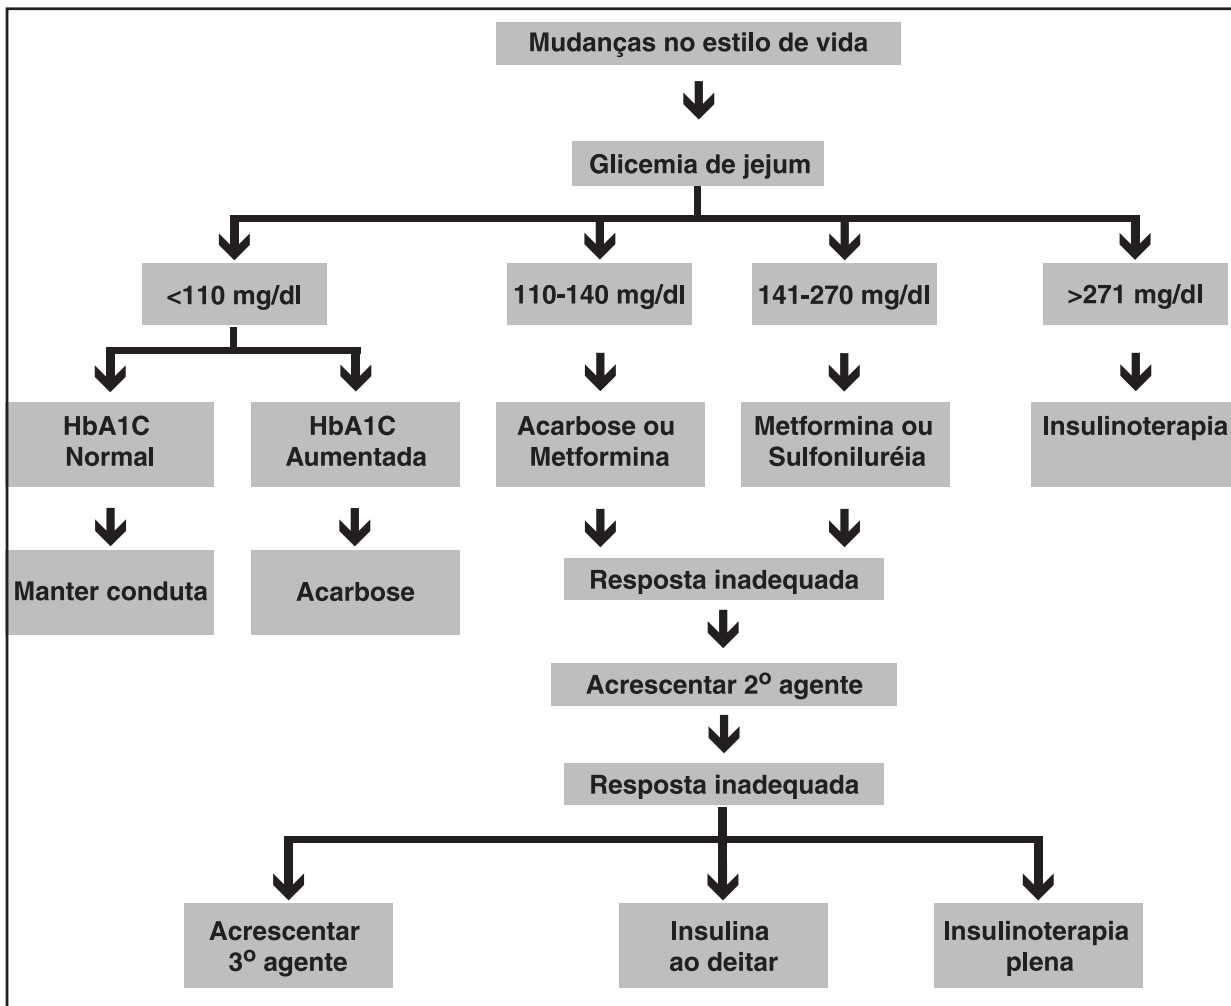 Mudanças no estilo de vida
Glicemia de jejum
<110 mg/dl
110-140 mg/dl
141-270 mg/dl
>271 mg/dl
HbA1C
Normal
HbA1C
Aumentada
Acarbose ou
Metformina
Metformina ou
Sulfoniluréia
Insulinoterapia
Manter conduta
Acarbose
Resposta inadequada
Acrescentar 2º agente
Resposta inadequada
Acrescentar
3º agente
Insulina
ao deitar
Insulinoterapia
plena